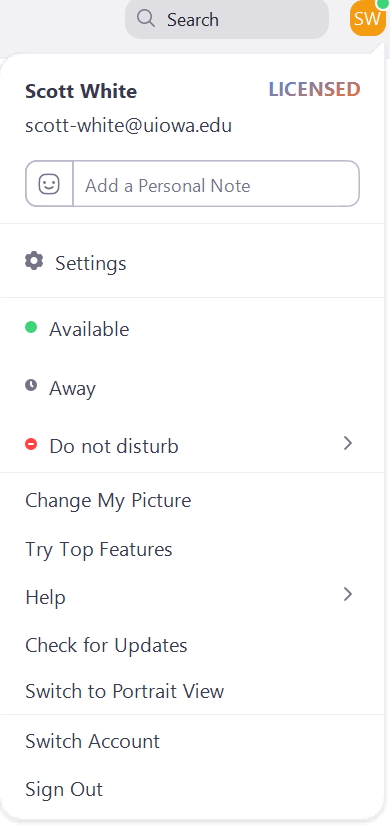 Search
SW
Scott White
LICENSED
scott-white@uiowa.edu
Add a Personal Note
Settings
Available
Away
Do not disturb
Change My Picture
Try Top Features
Help
Check for Updates
Switch to Portrait View
Switch Account
Sign Out